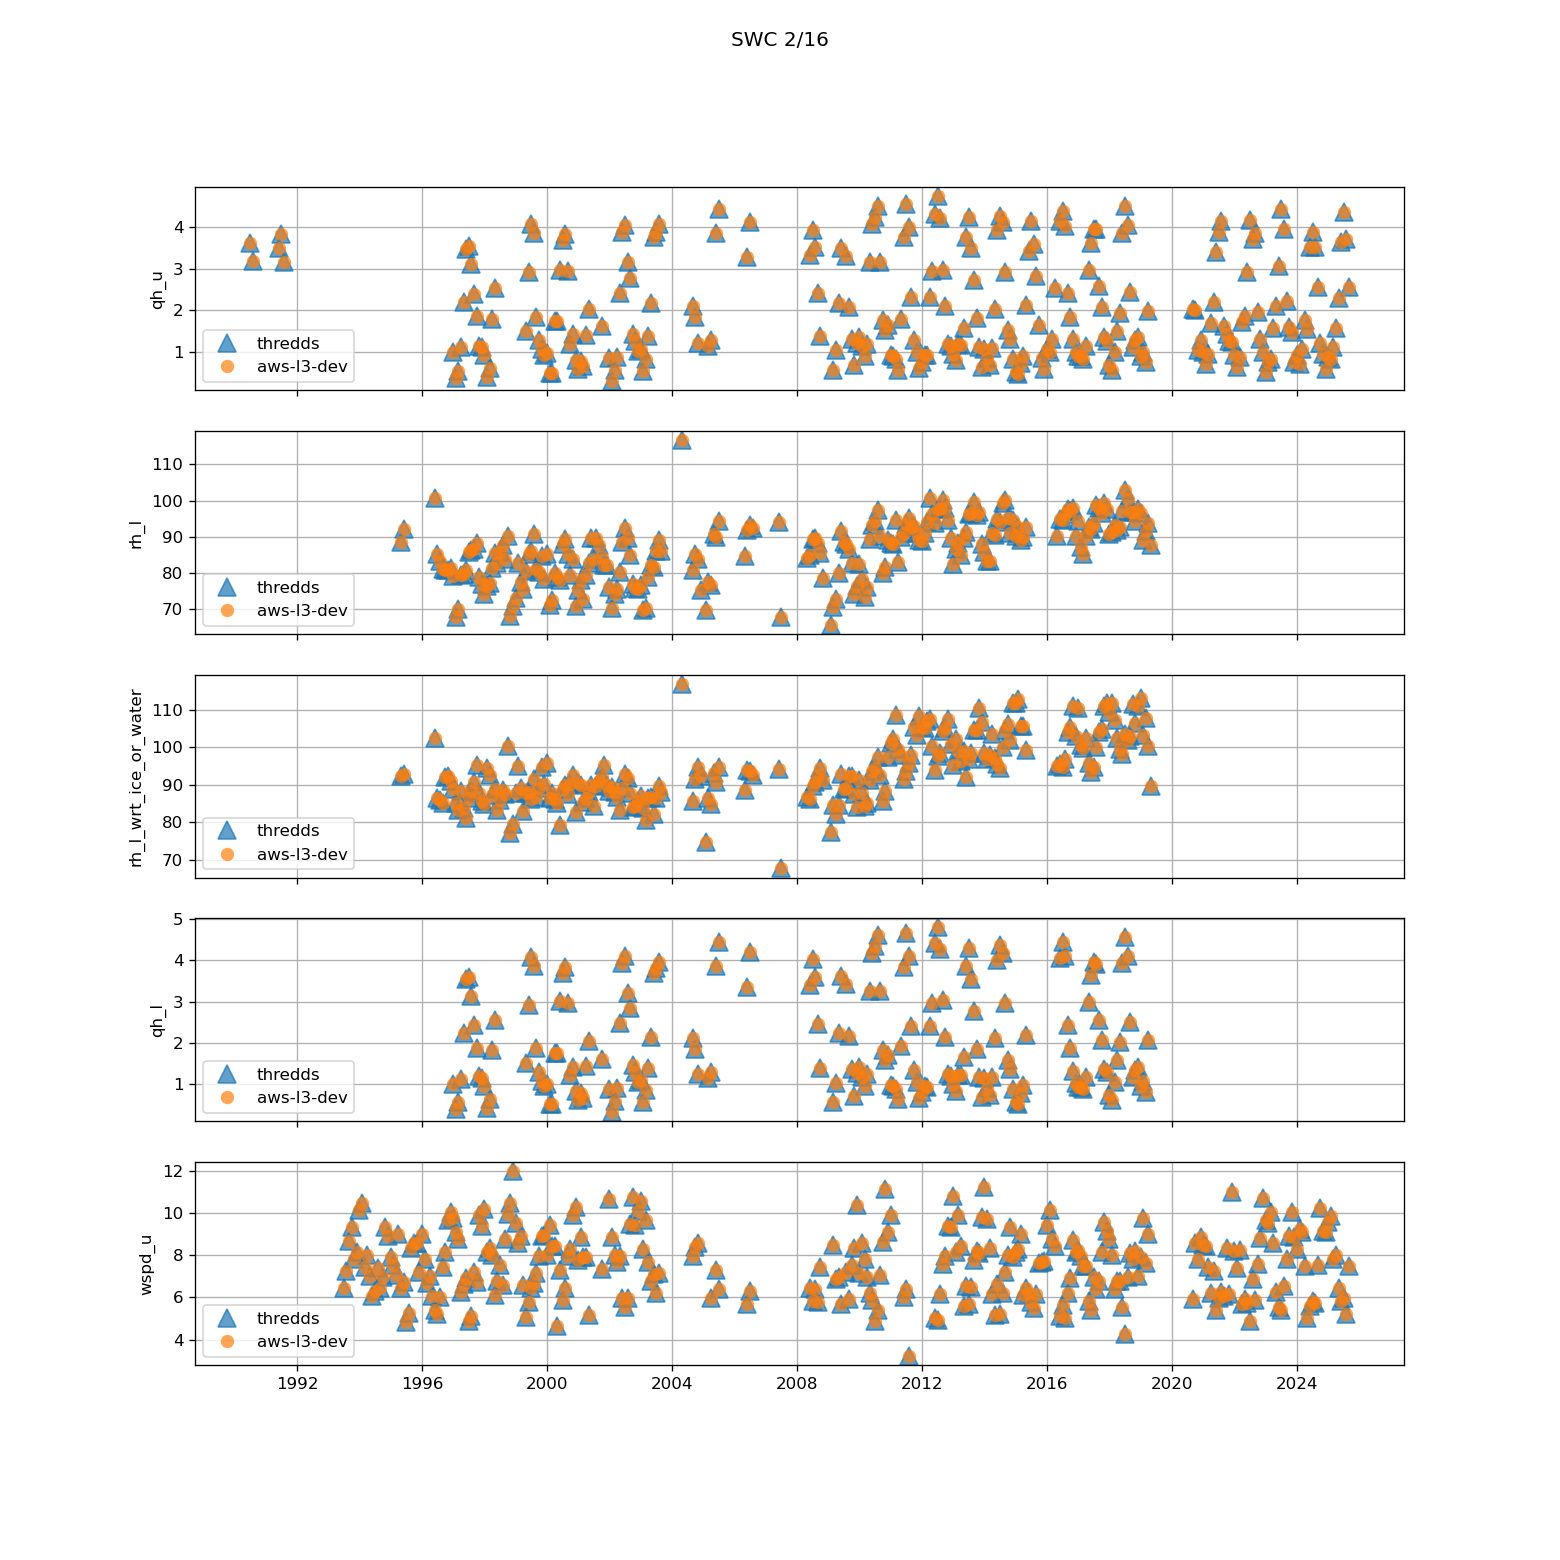 SWC 2/16
qh_u
4
3
2
1
thredds
aws-l3-dev
rh_l
110
100
90
80
70
thredds
aws-l3-dev
rh_l_wrt_ice_or_water
110
100
90
80
70
thredds
aws-l3-dev
qh_l
5
4
3
2
1
thredds
aws-l3-dev
wspd_u
12
10
8
6
4
thredds
aws-l3-dev
1992 1996 2000 2004 2008 2012 2016 2020 2024